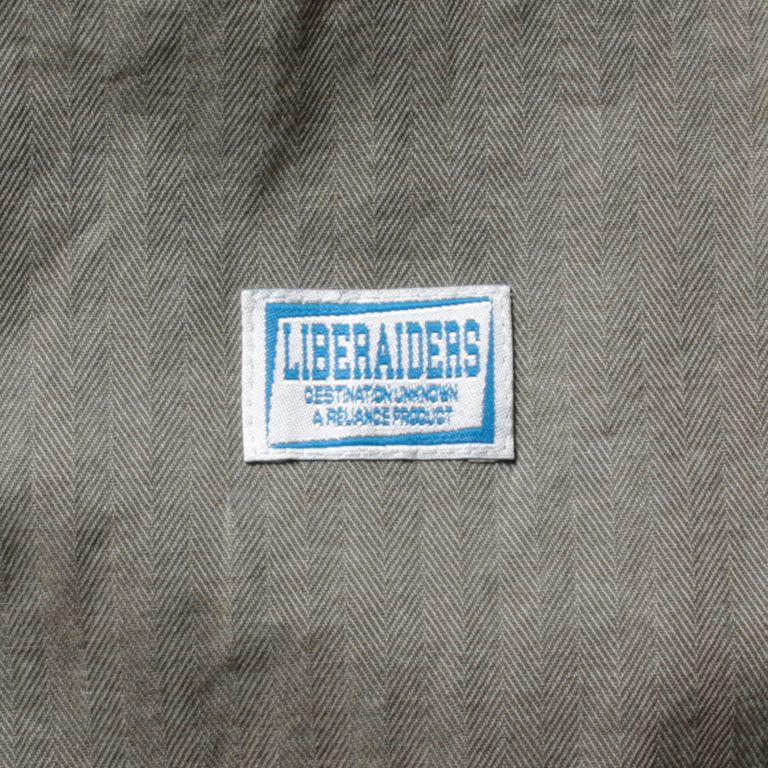 LIBERAIDERS
DESTINATION UNKNOWN
A RELIANCE PRODUCT